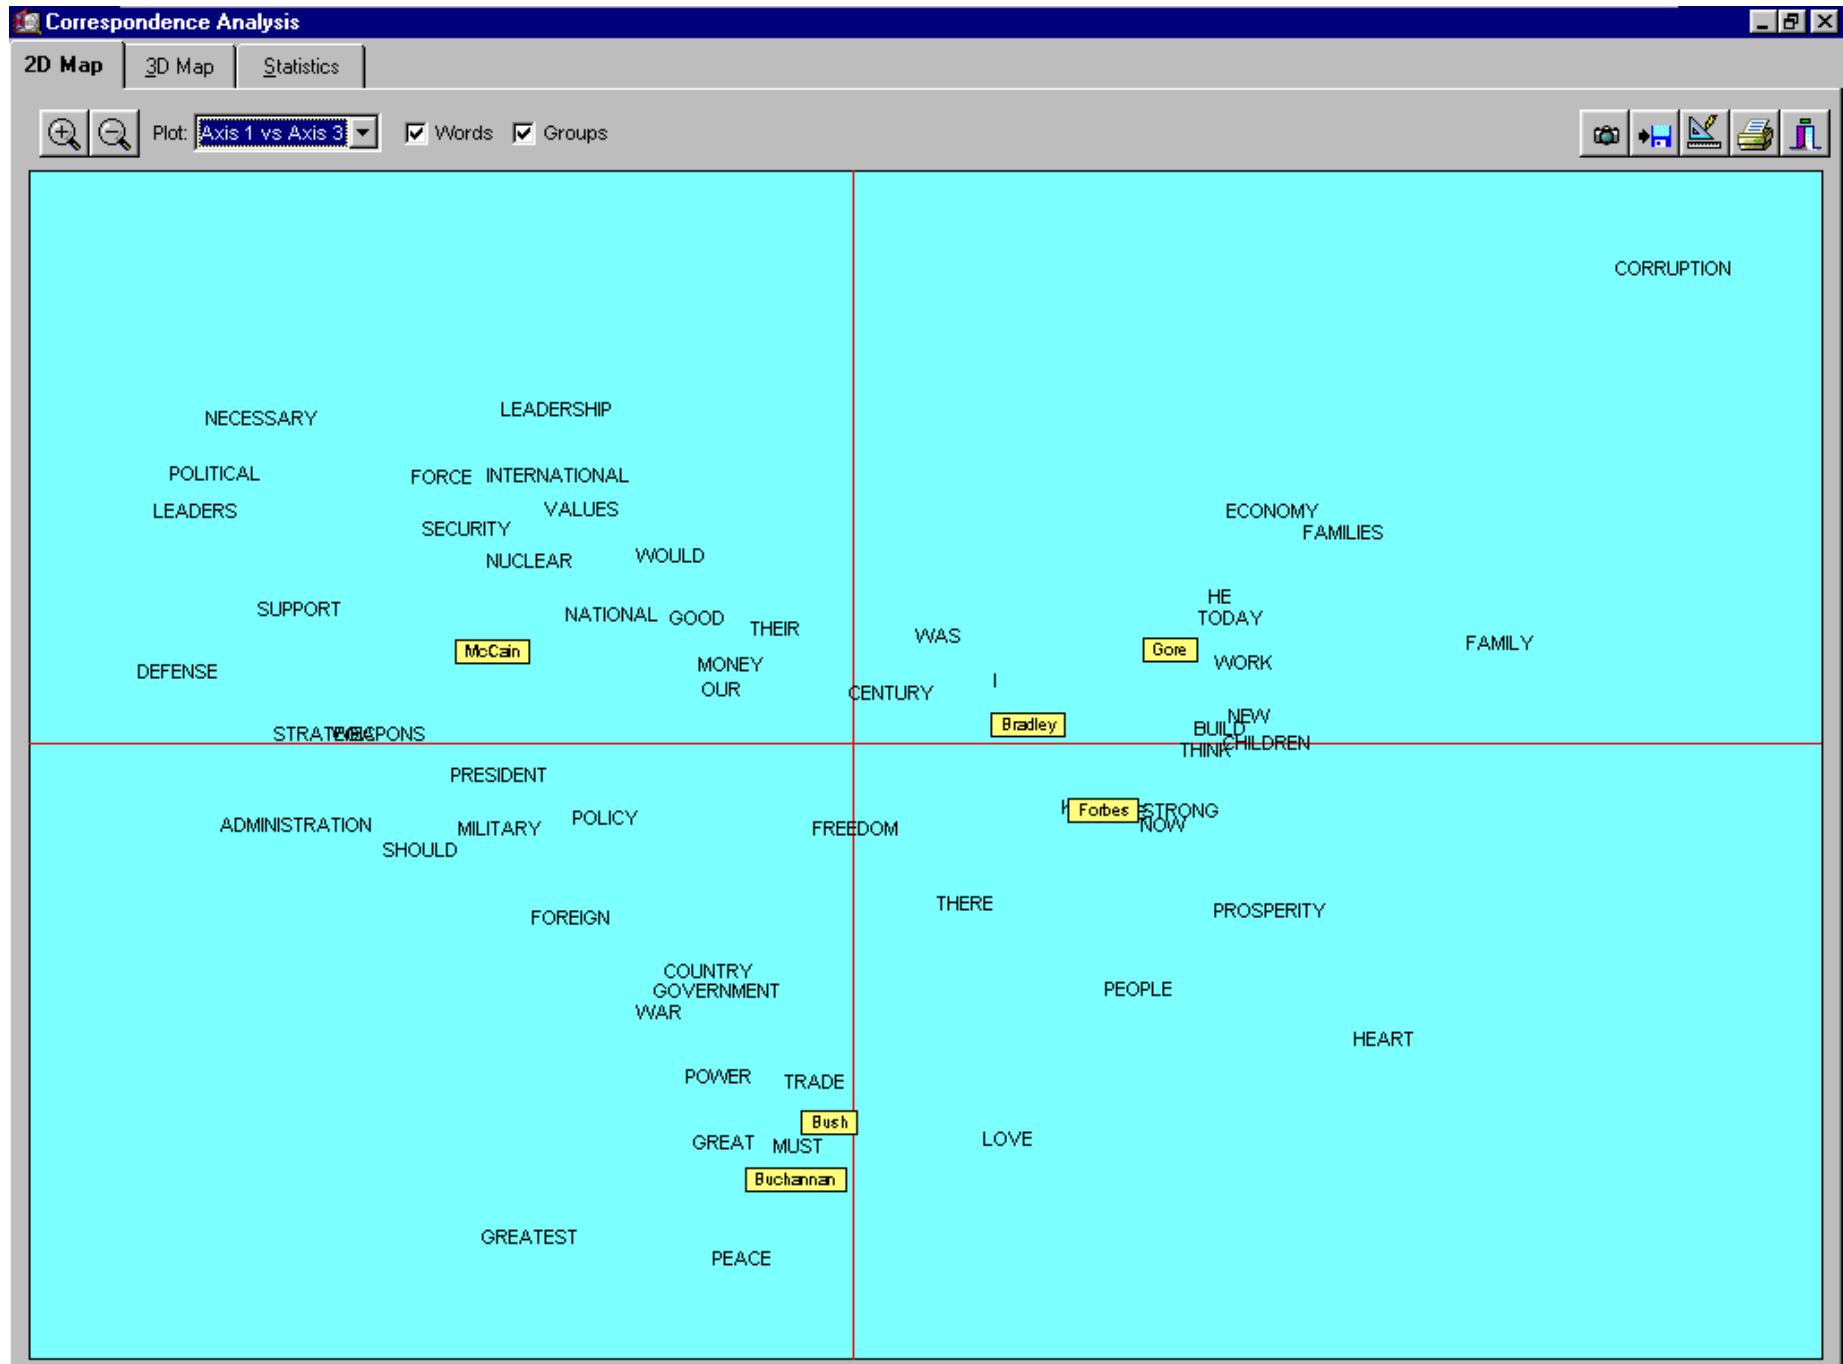 Correspondence Analysis
2D Map 3D Map Statistics
Plot: Axis 1 vs Axis 3 Words Groups
CORRUPTION
LEADERSHIP
NECESSARY
POLITICAL FORCE INTERNATIONAL
LEADERS VALUES ECONOMY
SECURITY FAMILIES
NUCLEAR WOULD
HE
SUPPORT NATIONAL GOOD TODAY
THEIR WAS FAMILY
McCain Gore
DEFENSE MONEY WORK
OUR CENTURY I
NEW
Bradley BUILD
WEAPONS CHILDREN
THINK
PRESIDENT
Forbes STRONG
ADMINISTRATION MILITARY POLICY FREEDOM NOW
SHOULD
THERE PROSPERITY
FOREIGN
COUNTRY
GOVERNMENT PEOPLE
WAR
HEART
POWER TRADE
Bush
GREAT MUST LOVE
Buchannan
GREATEST
PEACE